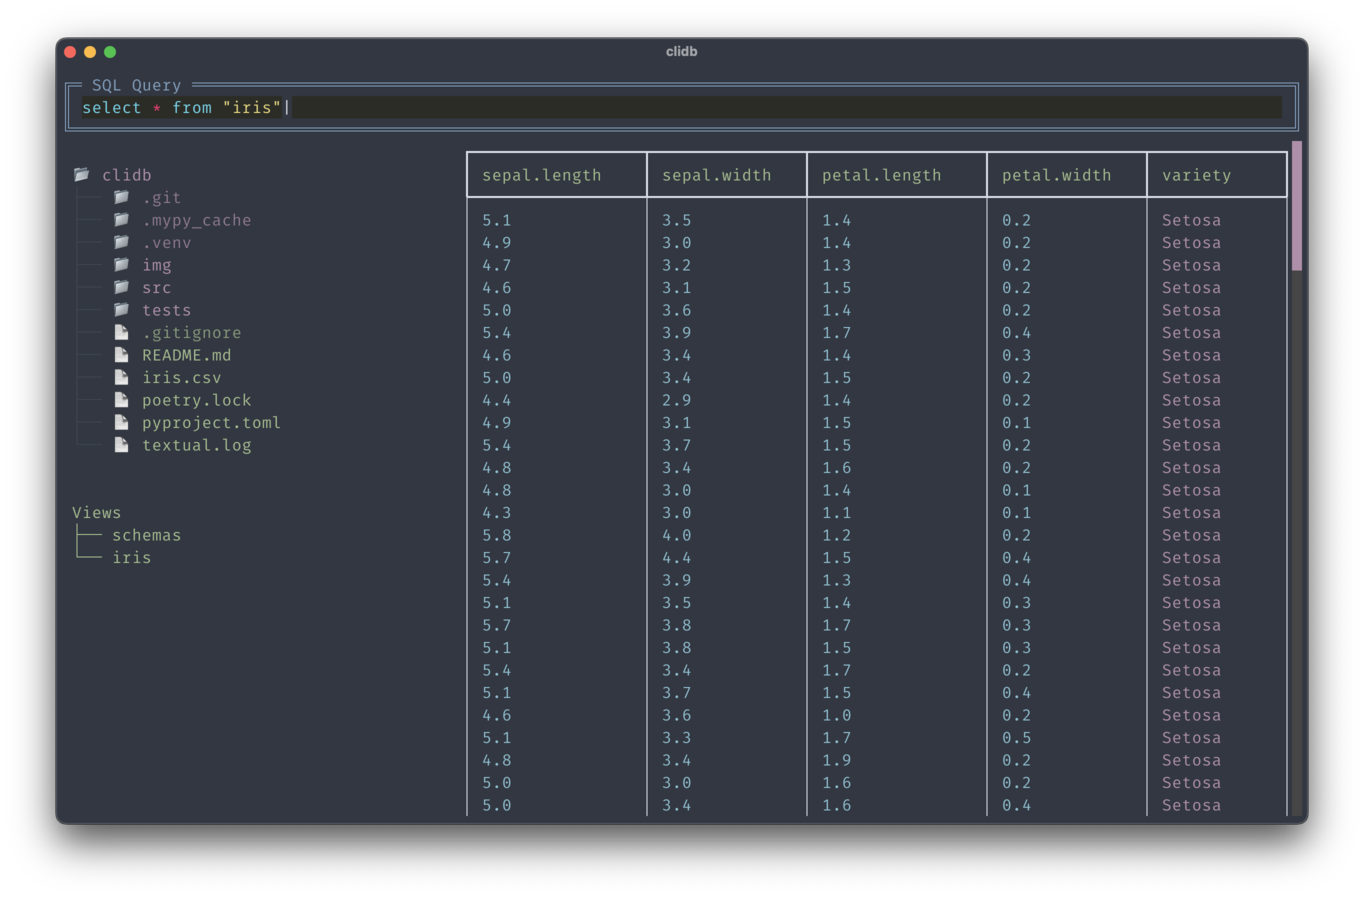 clidb
SQL Query
select * from "iris"
clidb
.git
.mypy_cache
.venv
img
src
tests
.gitignore
README.md
iris.csv
poetry.lock
pyproject.toml
textual.log
Views
schemas
iris
sepal.length sepal.width petal.length petal.width variety
5.1 3.5 1.4 0.2 Setosa
4.9 3.0 1.4 0.2 Setosa
4.7 3.2 1.3 0.2 Setosa
4.6 3.1 1.5 0.2 Setosa
5.0 3.6 1.4 0.2 Setosa
5.4 3.9 1.7 0.4 Setosa
4.6 3.4 1.4 0.3 Setosa
5.0 3.4 1.5 0.2 Setosa
4.4 2.9 1.4 0.2 Setosa
4.9 3.1 1.5 0.1 Setosa
5.4 3.7 1.5 0.2 Setosa
4.8 3.4 1.6 0.2 Setosa
4.8 3.0 1.4 0.1 Setosa
4.3 3.0 1.1 0.1 Setosa
5.8 4.0 1.2 0.2 Setosa
5.7 4.4 1.5 0.4 Setosa
5.4 3.9 1.3 0.4 Setosa
5.1 3.5 1.4 0.3 Setosa
5.7 3.8 1.7 0.3 Setosa
5.1 3.8 1.5 0.3 Setosa
5.4 3.4 1.7 0.2 Setosa
5.1 3.7 1.5 0.4 Setosa
4.6 3.6 1.0 0.2 Setosa
5.1 3.3 1.7 0.5 Setosa
4.8 3.4 1.9 0.2 Setosa
5.0 3.0 1.6 0.2 Setosa
5.0 3.4 1.6 0.4 Setosa